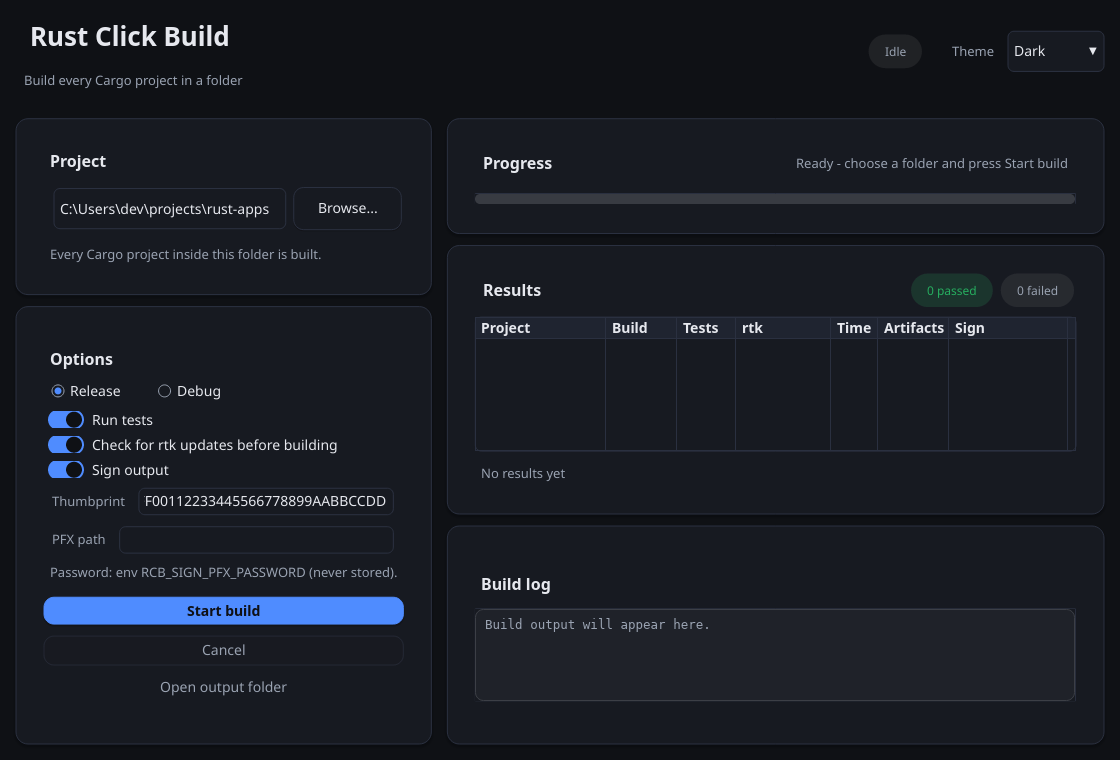 Rust Click Build
Build every Cargo project in a folder
Idle
Theme
Dark
Project
C:\Users\dev\projects\rust-apps
Browse...
Every Cargo project inside this folder is built.
Options
Release
Debug
Run tests
Check for rtk updates before building
Sign output
Thumbprint
F00112233445566778899AABBCCDD
PFX path
Password: env RCB_SIGN_PFX_PASSWORD (never stored).
Start build
Cancel
Open output folder
Progress
Ready - choose a folder and press Start build
Results
0 passed
0 failed
Project Build Tests rtk Time Artifacts Sign
No results yet
Build log
Build output will appear here.